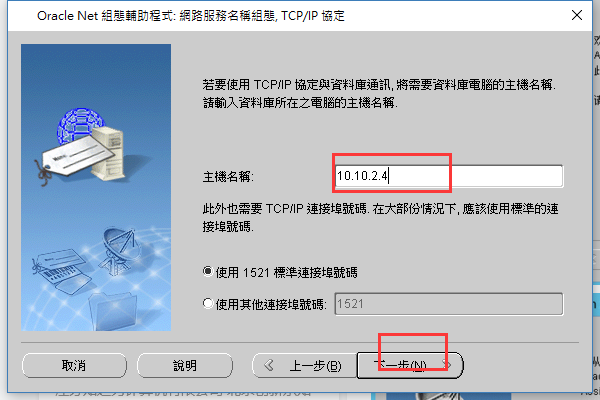 Oracle Net 組態輔助程式: 網路服務名稱組態, TCP/IP 協定
若要使用 TCP/IP 協定與資料庫通訊, 將需要資料庫電腦的主機名稱.
請輸入資料庫所在之電腦的主機名稱.
主機名稱:
10.10.2.4
此外也需要 TCP/IP 連接埠號碼. 在大部份情況下, 應該使用標準的連
接埠號碼.
使用 1521 標準連接埠號碼
使用其他連接埠號碼:
1521
取消
說明
上一步(B)
下一步(N)